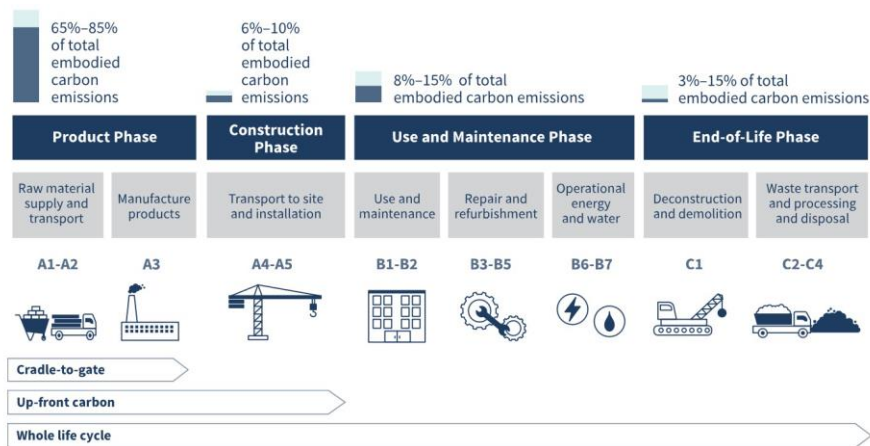 65%–85%
of total
embodied
carbon
emissions
6%–10%
of total
embodied
carbon
emissions
8%–15% of total
embodied carbon emissions
3%–15% of total
embodied carbon emissions
Product Phase
Construction
Phase
Use and Maintenance Phase
End-of-Life Phase
Raw material
supply and
transport
Manufacture
products
Transport to site
and installation
Use and
maintenance
Repair and
refurbishment
Operational
energy
and water
Deconstruction
and demolition
Waste transport
and processing
and disposal
A1-A2
A3
A4-A5
B1-B2
B3-B5
B6-B7
C1
C2-C4
Cradle-to-gate
Up-front carbon
Whole life cycle